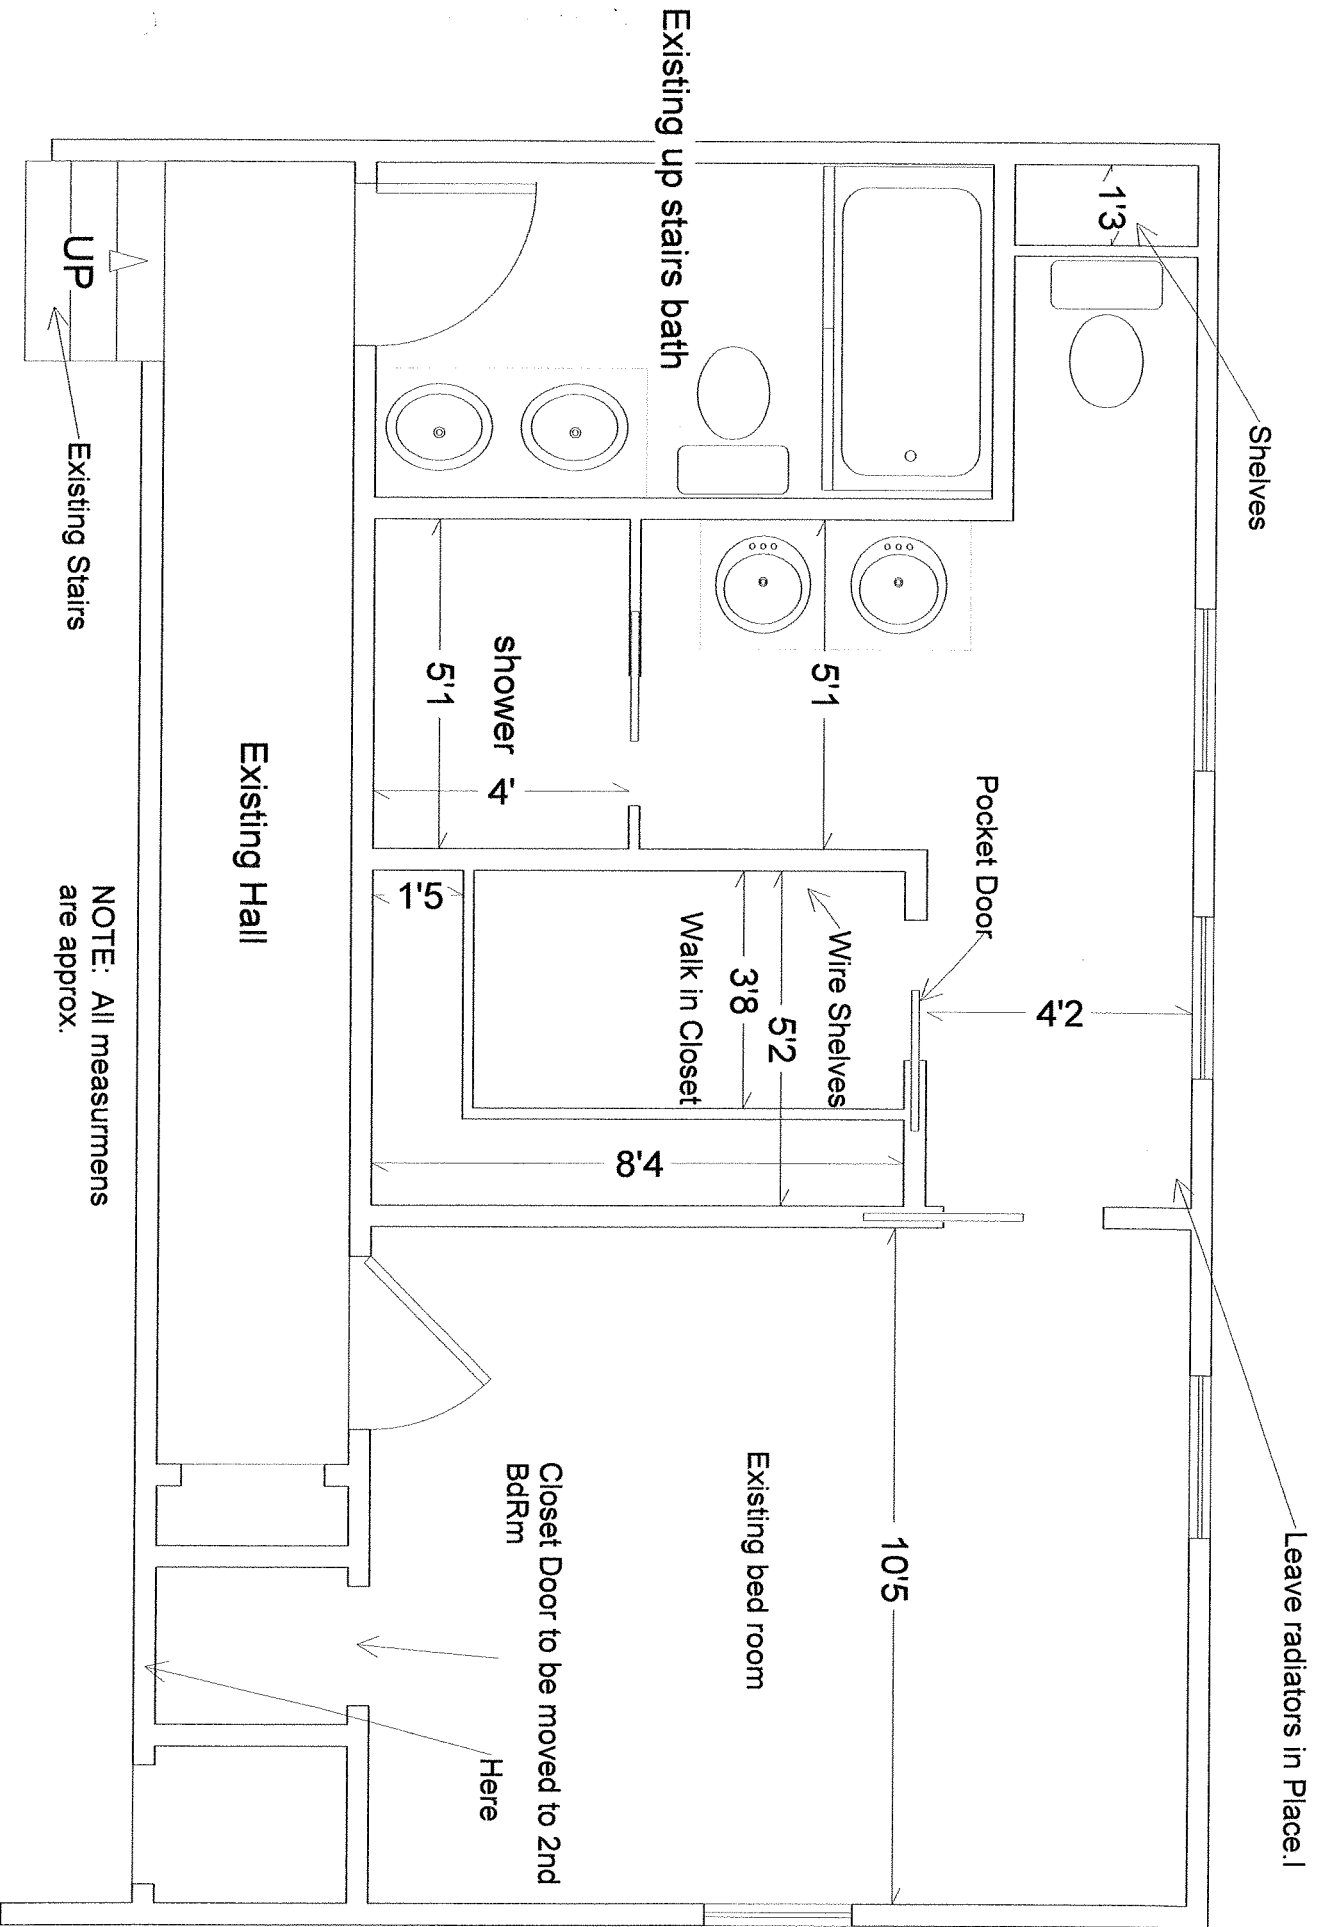 Existing up stairs bath
1'3
Shelves
UP
Existing Stairs
5'1
shower
4'
5'1
Pocket Door
Existing Hall
1'5
Walk in Closet
3'8
5'2
Wire Shelves
4'2
8'4
Leave radiators in Place.I
10'5
Existing bed room
Closet Door to be moved to 2nd
BdRm
Here
NOTE: All measurmens
are approx.